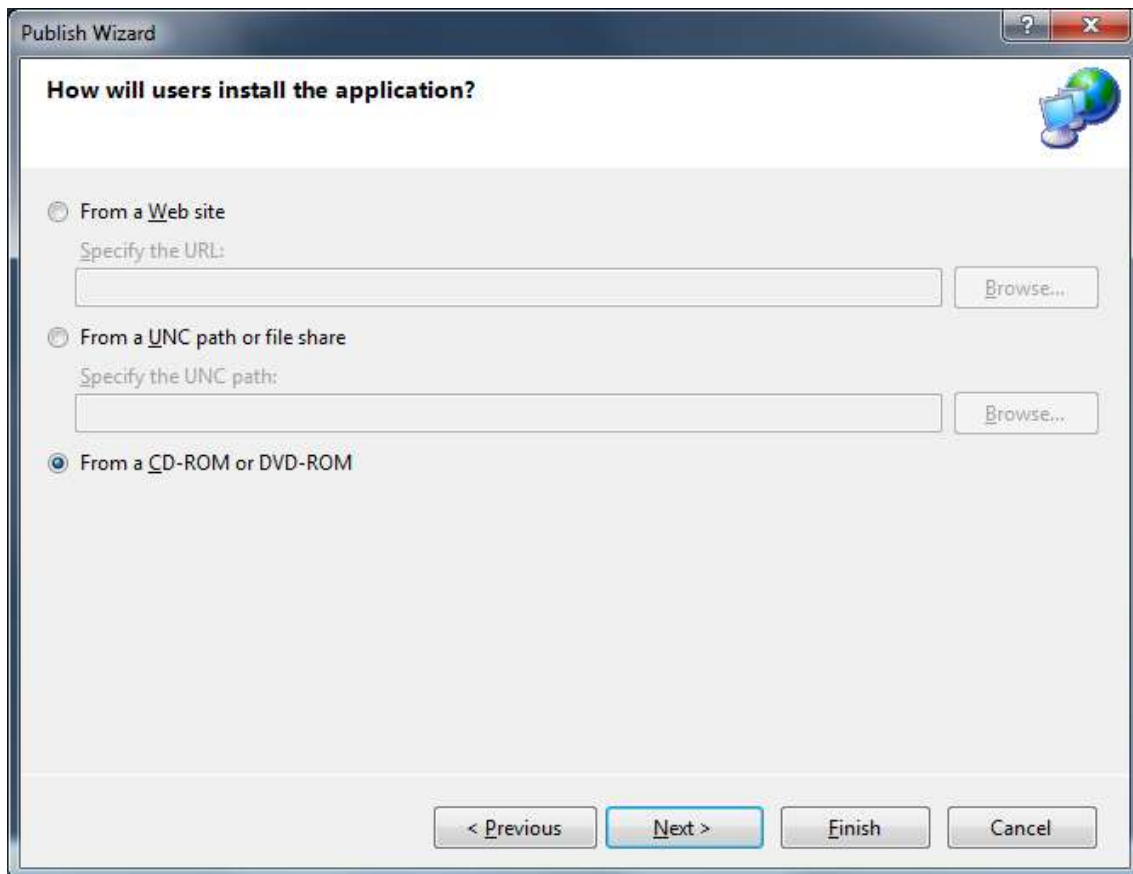 Publish Wizard
?
How will users install the application?
From a Web site
Specify the URL:
Browse...
From a UNC path or file share
Specify the UNC path:
Browse...
From a CD-ROM or DVD-ROM
< Previous
Next >
Finish
Cancel